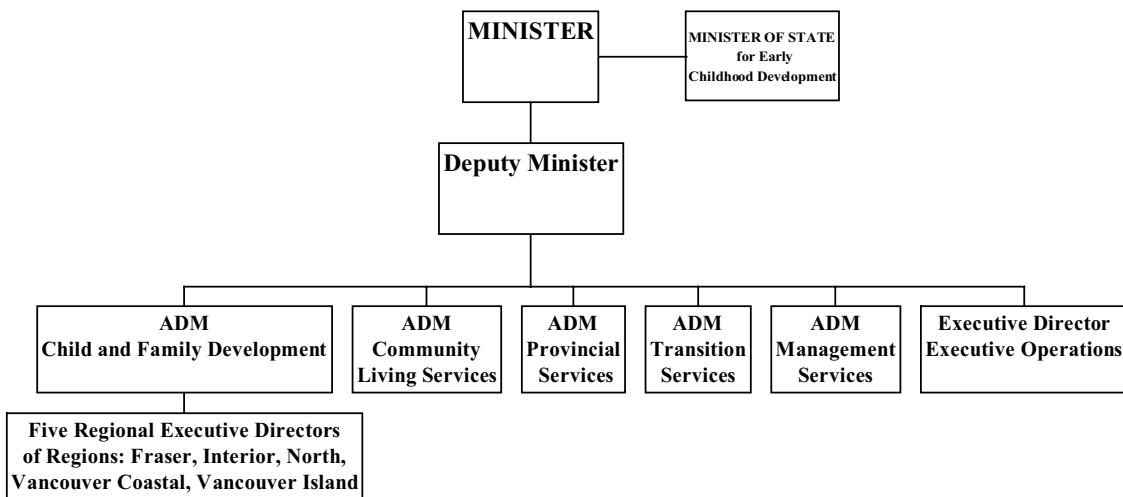 MINISTER
MINISTER OF STATE
for Early
Childhood Development
Deputy Minister
ADM
Child and Family Development
ADM
Community
Living Services
ADM
Provincial
Services
ADM
Transition
Services
ADM
Management
Services
Executive Director
Executive Operations
Five Regional Executive Directors
of Regions: Fraser, Interior, North,
Vancouver Coastal, Vancouver Island